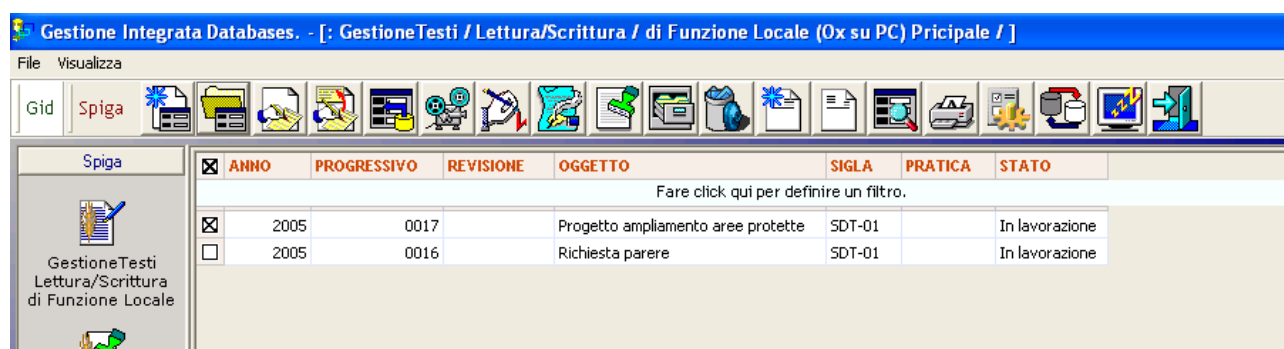 Gestione Integrata Databases. - [: GestioneTesti / Lettura/Scrittura / di Funzione Locale (Ox su PC) Pricipale / ]
File Visualizza
Gid Spiga
Spiga
ANNO PROGRESSIVO REVISIONE OGGETTO SIGLA PRATICA STATO
Fare click qui per definire un filtro.
2005 0017 Progetto ampliamento aree protette SDT-01 In lavorazione
2005 0016 Richiesta parere SDT-01 In lavorazione
GestioneTesti
Lettura/Scrittura
di Funzione Locale